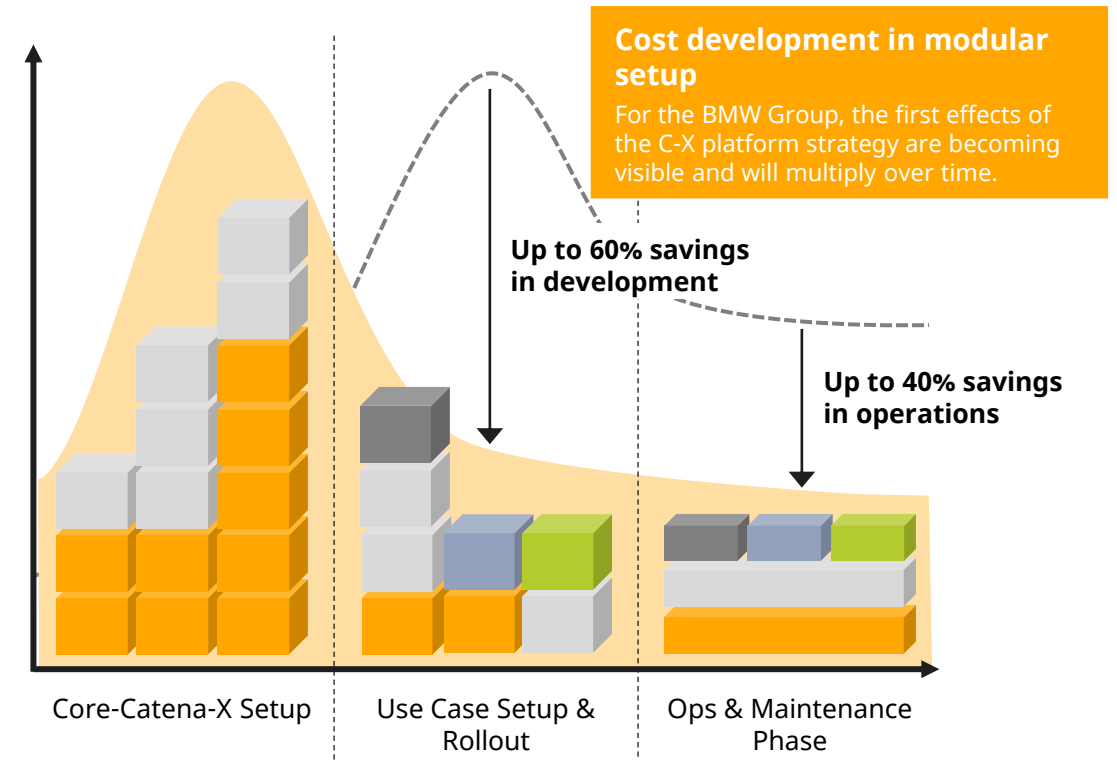 Cost development in modular
setup
For the BMW Group, the first effects of
the C-X platform strategy are becoming
visible and will multiply over time.
Up to 60% savings
in development
Up to 40% savings
in operations
Core-Catena-X Setup
Use Case Setup &
Rollout
Ops & Maintenance
Phase